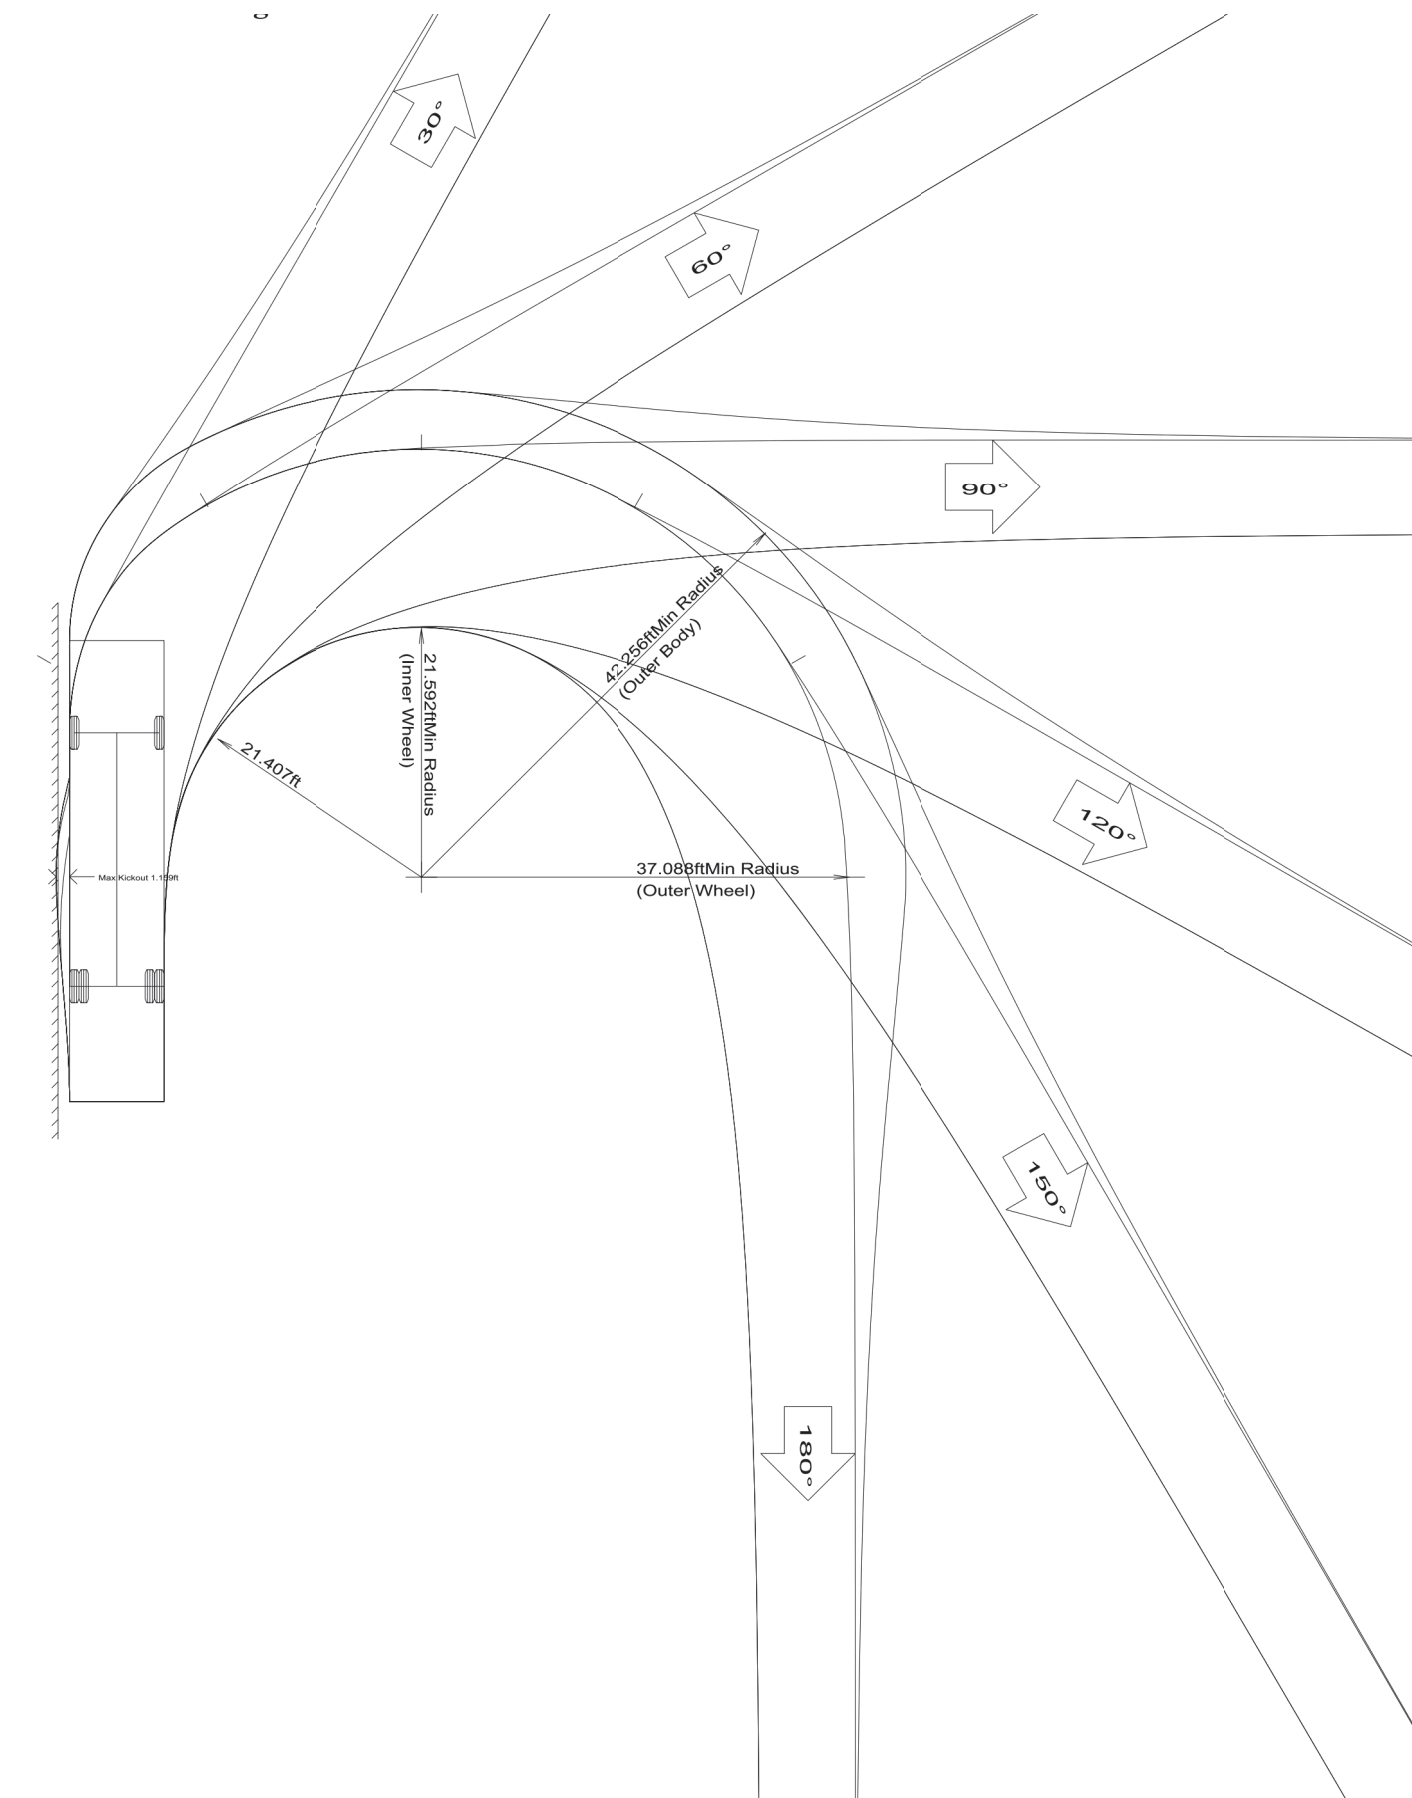 30°
60°
90°
42.256ftMin Radius
(Outer Body)
21.592ftMin Radius
(Inner Wheel)
21.407ft
120°
37.088ftMin Radius
(Outer Wheel)
Max Kickout 1.159ft
150°
180°